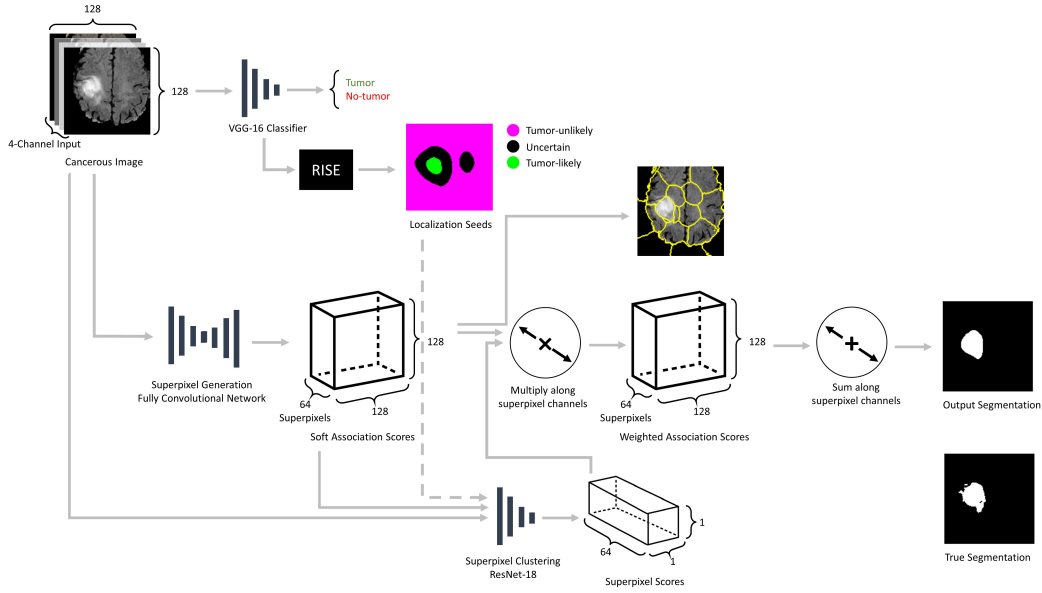 128
128
4-Channel Input
Cancerous Image
VGG-16 Classifier
Tumor
No-tumor
RISE
Tumor-unlikely
Uncertain
Tumor-likely
Localization Seeds
Superpixel Generation
Fully Convolutional Network
128
64
Superpixels
128
Soft Association Scores
Multiply along
superpixel channels
128
64
Superpixels
128
Weighted Association Scores
Sum along
superpixel channels
Output Segmentation
Superpixel Clustering
ResNet-18
64
1
1
Superpixel Scores
True Segmentation